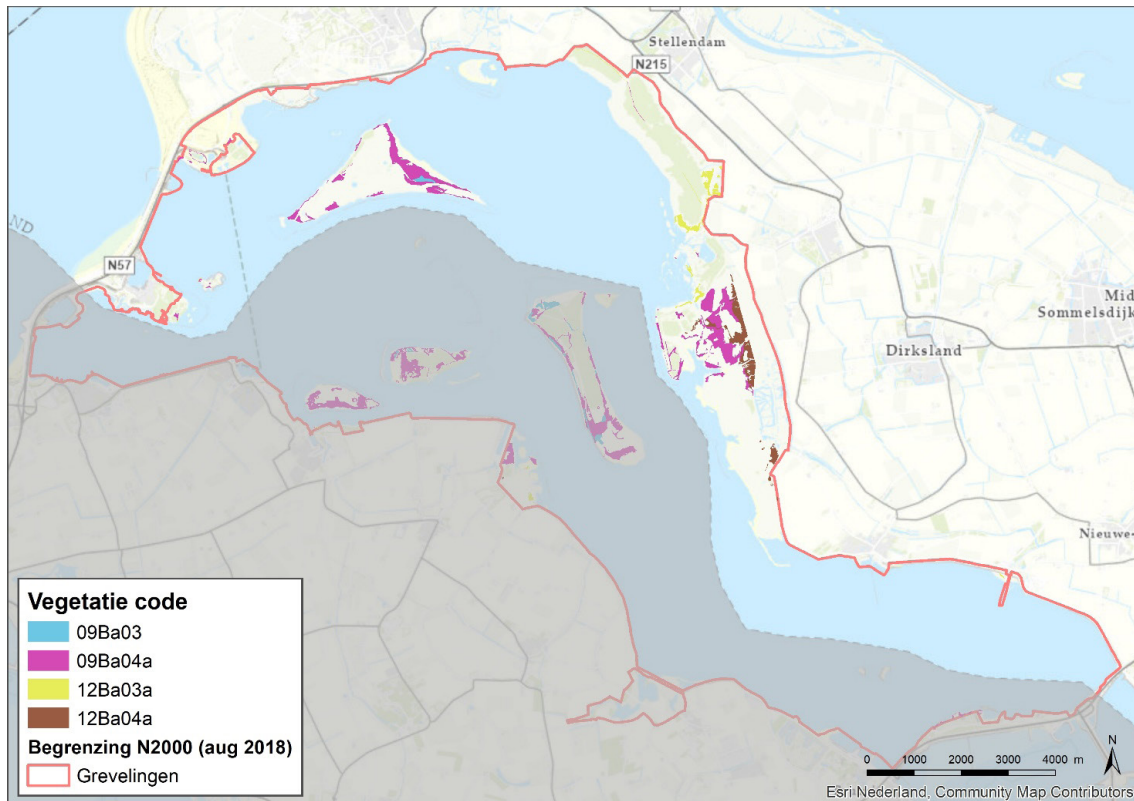 Stellendam
N215
ND
N57
Mid
Sommelsdijk
Dirksland
Nieuwe-
Vegetatie code
09Ba03
09Ba04a
12Ba03a
12Ba04a
Begrenzing N2000 (aug 2018)
Grevelingen
N
0 1000 2000 3000 4000 m
Esri Nederland, Community Map Contributors